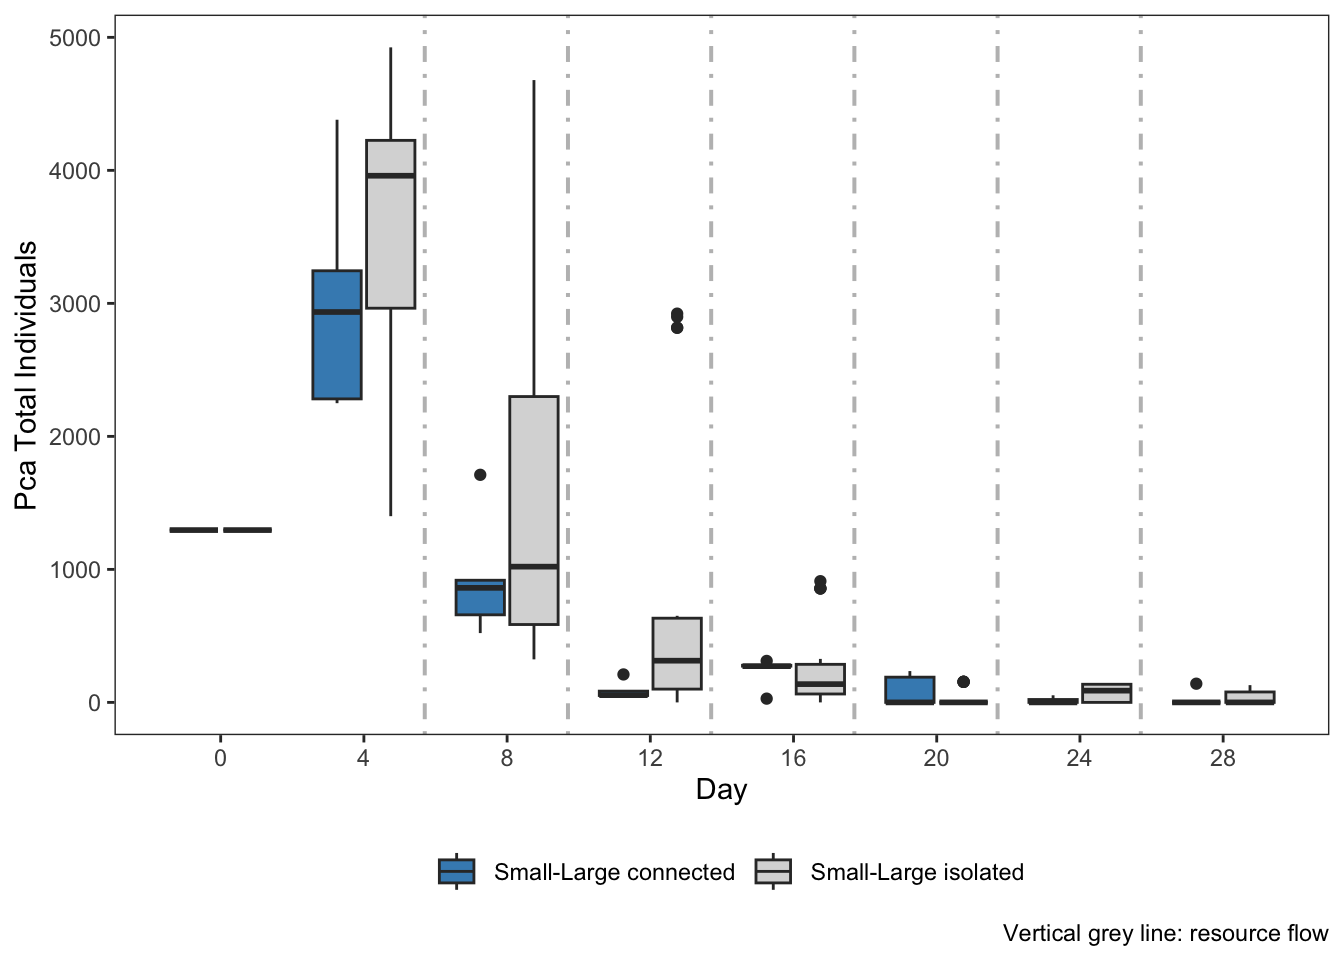 5000
4000
3000
2000
1000
0
Pca Total Individuals
0 4 8 12 16 20 24 28
Day
Small-Large connected Small-Large isolated
Vertical grey line: resource flow